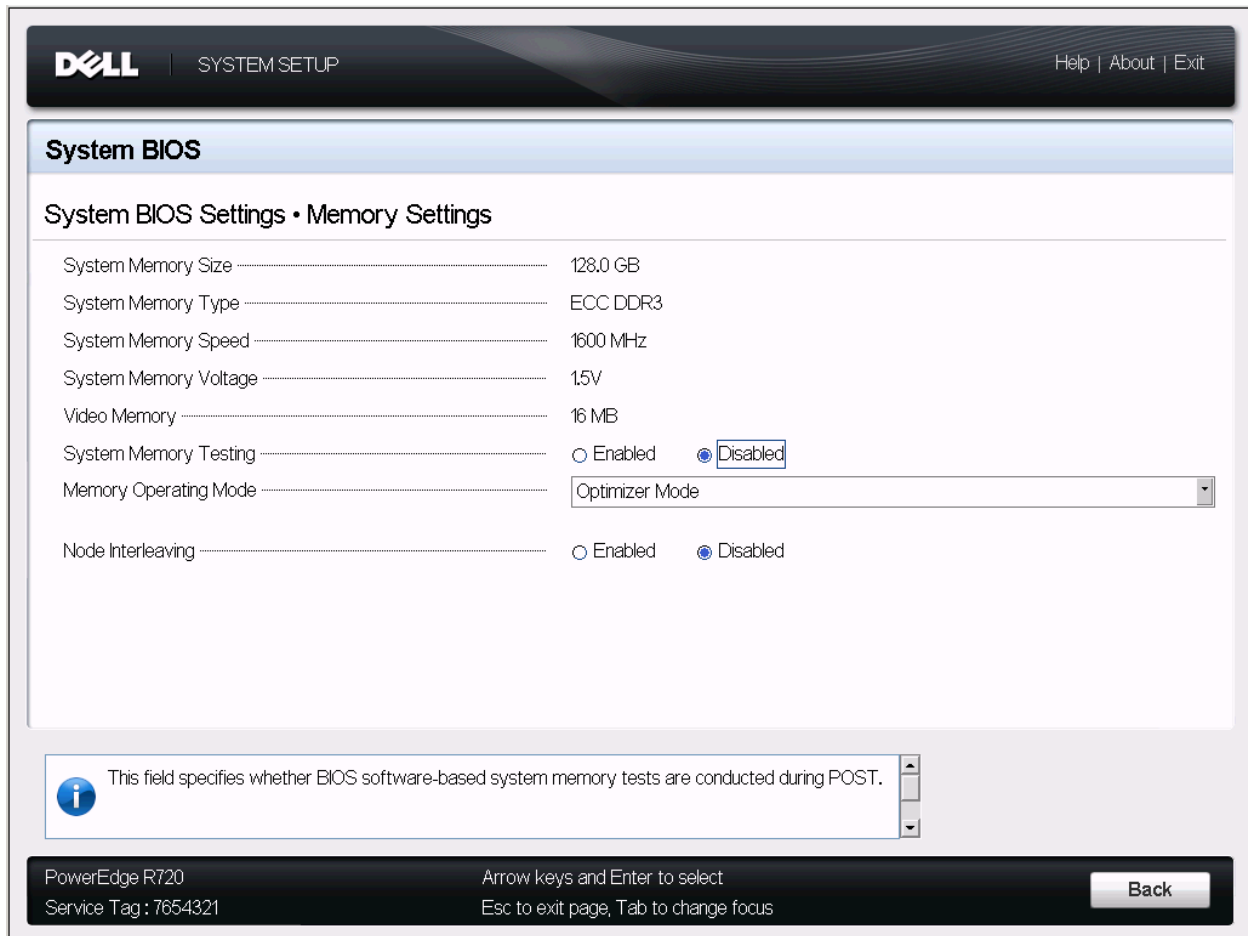 DELL SYSTEM SETUP Help | About | Exit
System BIOS
System BIOS Settings • Memory Settings
System Memory Size 128.0 GB
System Memory Type ECC DDR3
System Memory Speed 1600 MHz
System Memory Voltage 1.5V
Video Memory 16 MB
System Memory Testing Enabled Disabled
Memory Operating Mode Optimizer Mode
Node Interleaving Enabled Disabled
This field specifies whether BIOS software-based system memory tests are conducted during POST.
PowerEdge R720 Arrow keys and Enter to select
Service Tag : 7654321 Esc to exit page, Tab to change focus
Back